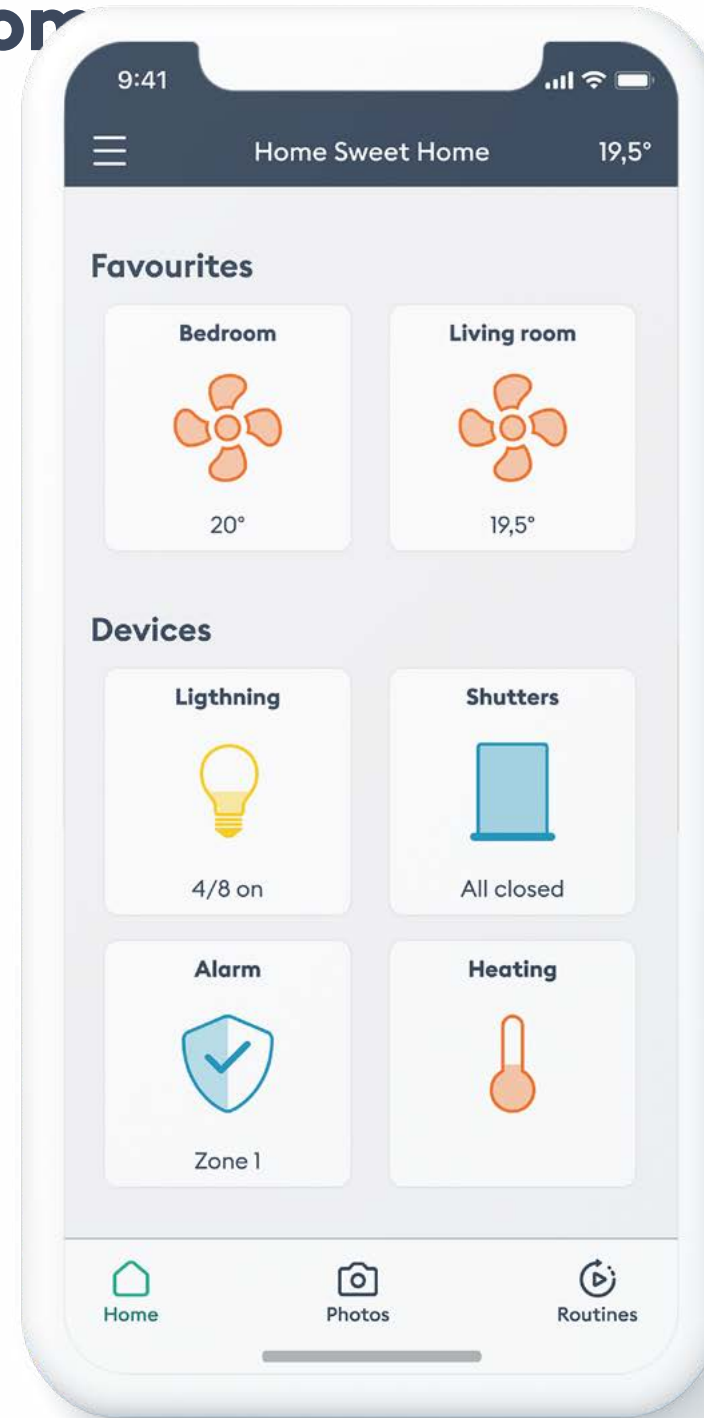 9:41
Home Sweet Home 19,5°
Favourites
Bedroom Living room
20° 19,5°
Devices
Ligthning Shutters
4/8 on All closed
Alarm Heating
Zone 1
Home Photos Routines